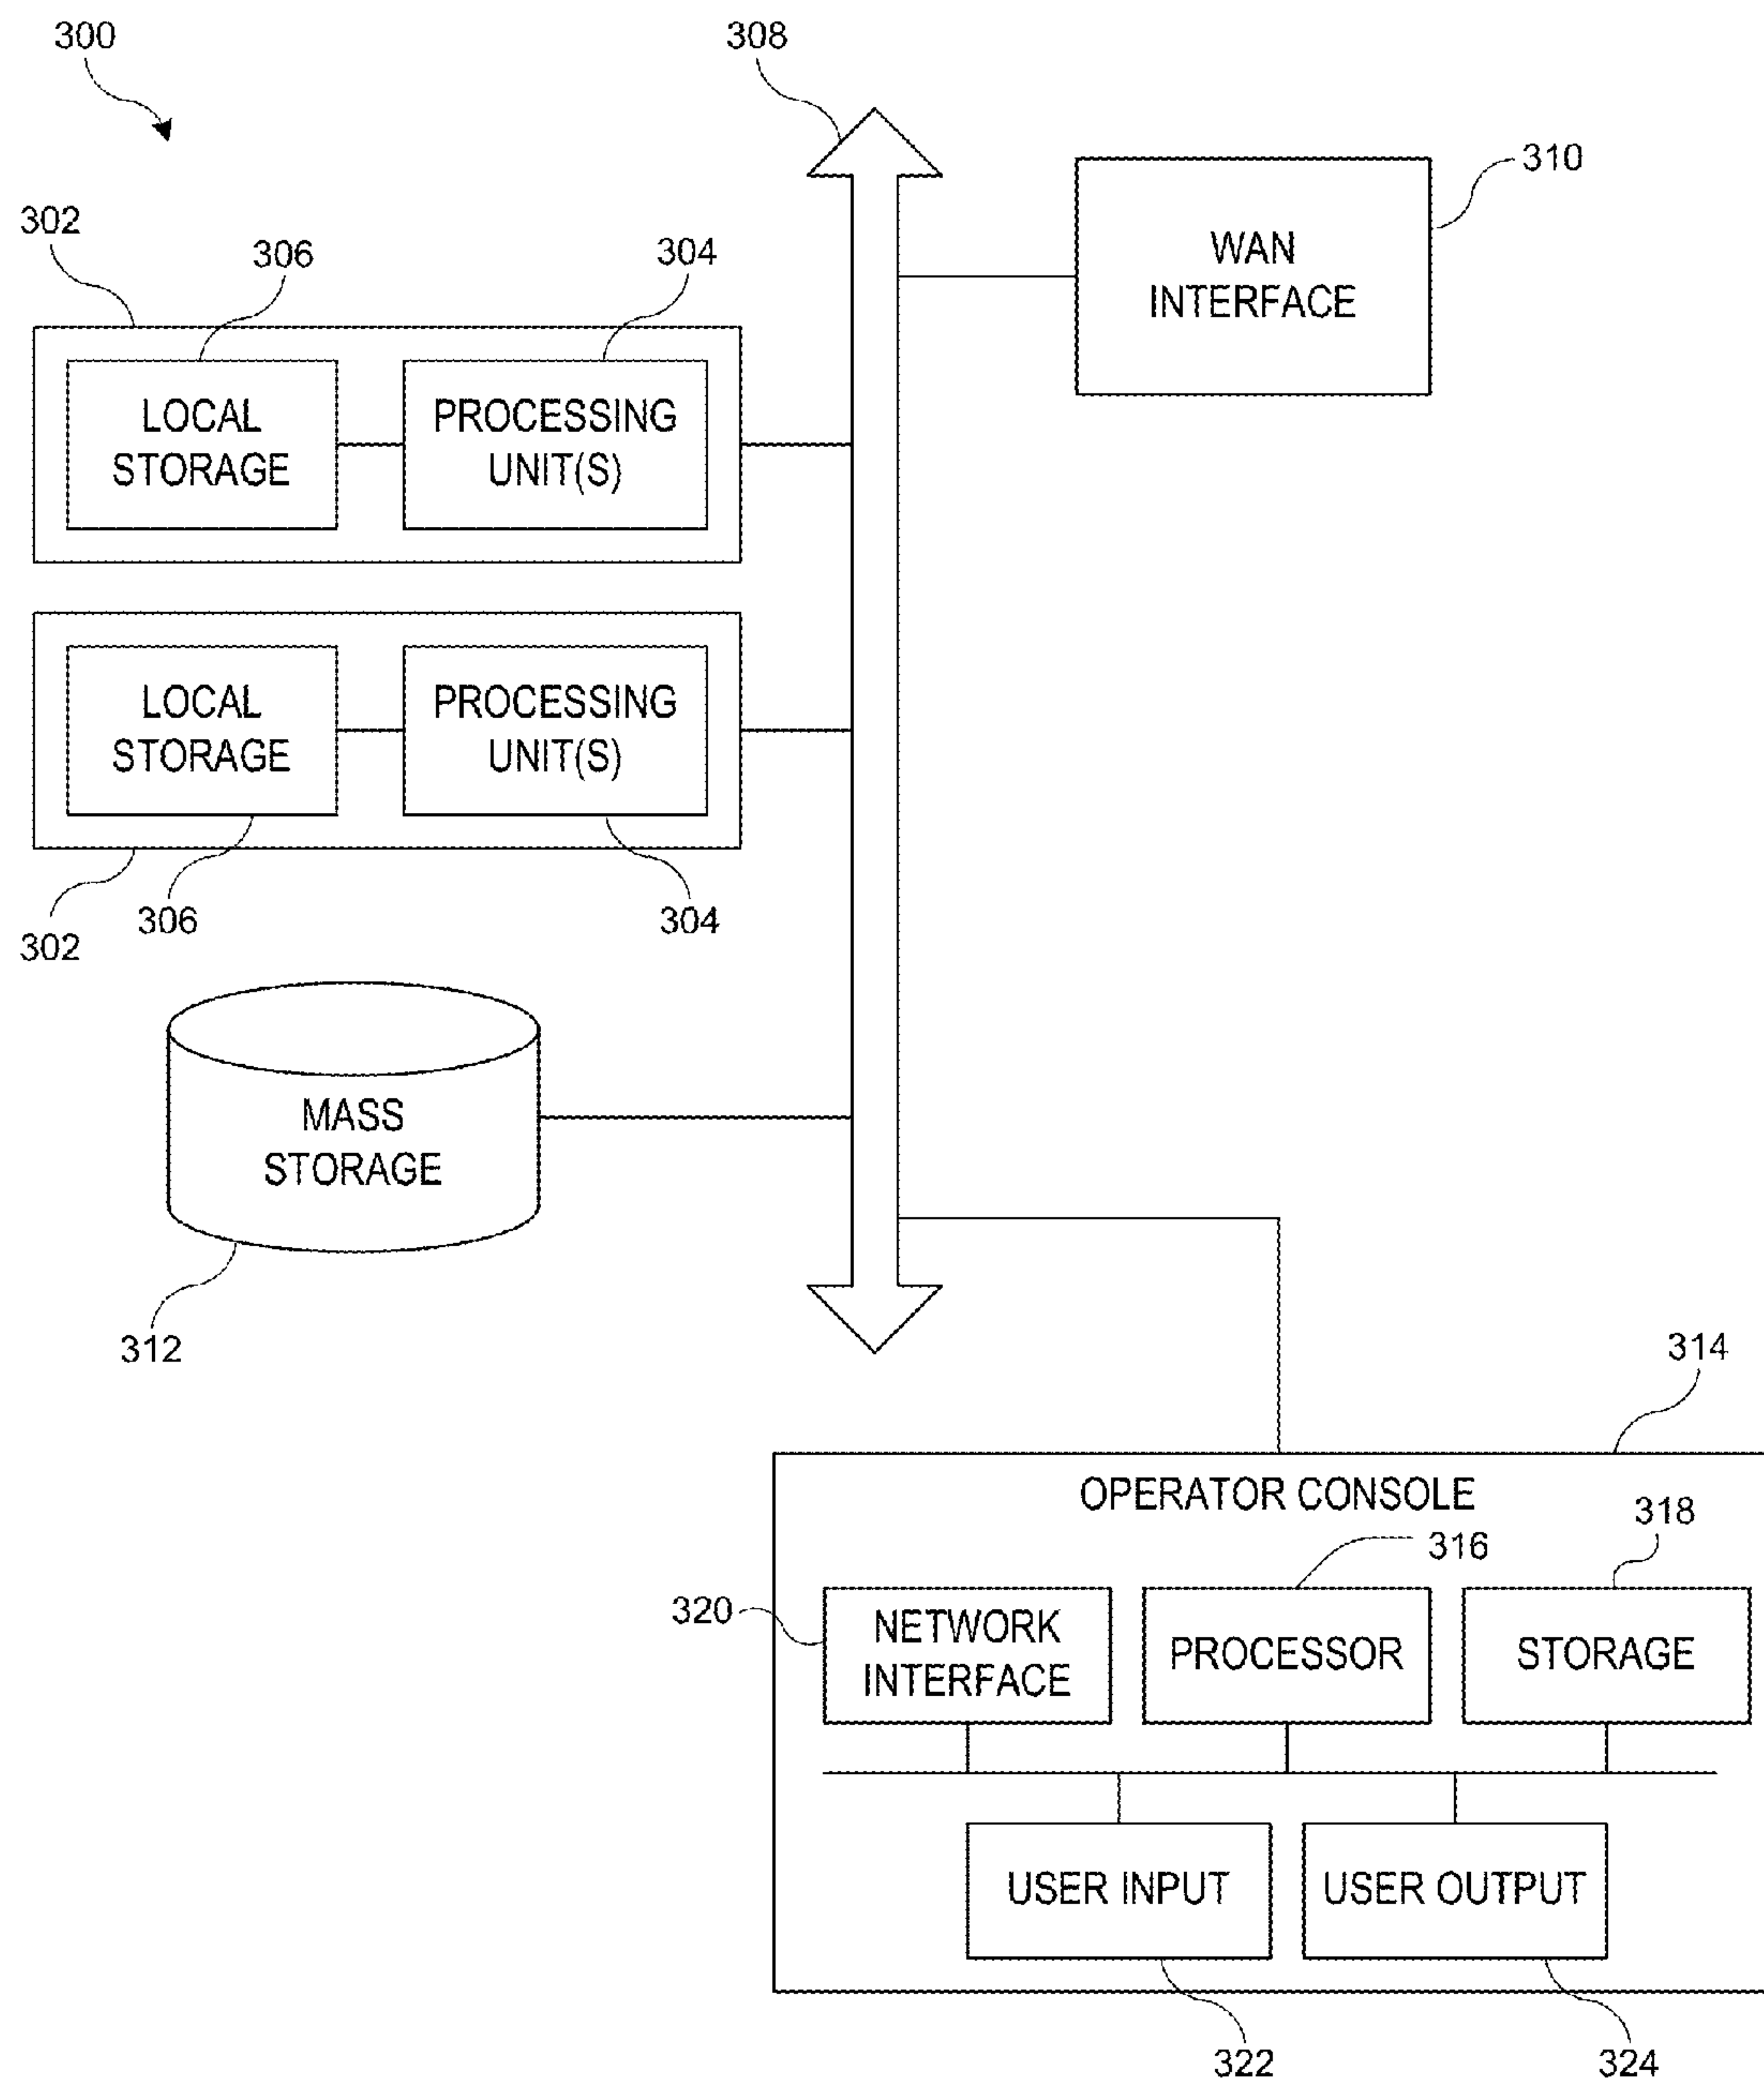 300
308
310
WAN
INTERFACE
302
306
304
LOCAL
STORAGE
PROCESSING
UNIT(S)
LOCAL
STORAGE
PROCESSING
UNIT(S)
306
304
302
MASS
STORAGE
312
314
OPERATOR CONSOLE
318
316
320
NETWORK
INTERFACE
PROCESSOR
STORAGE
USER INPUT
USER OUTPUT
322
324